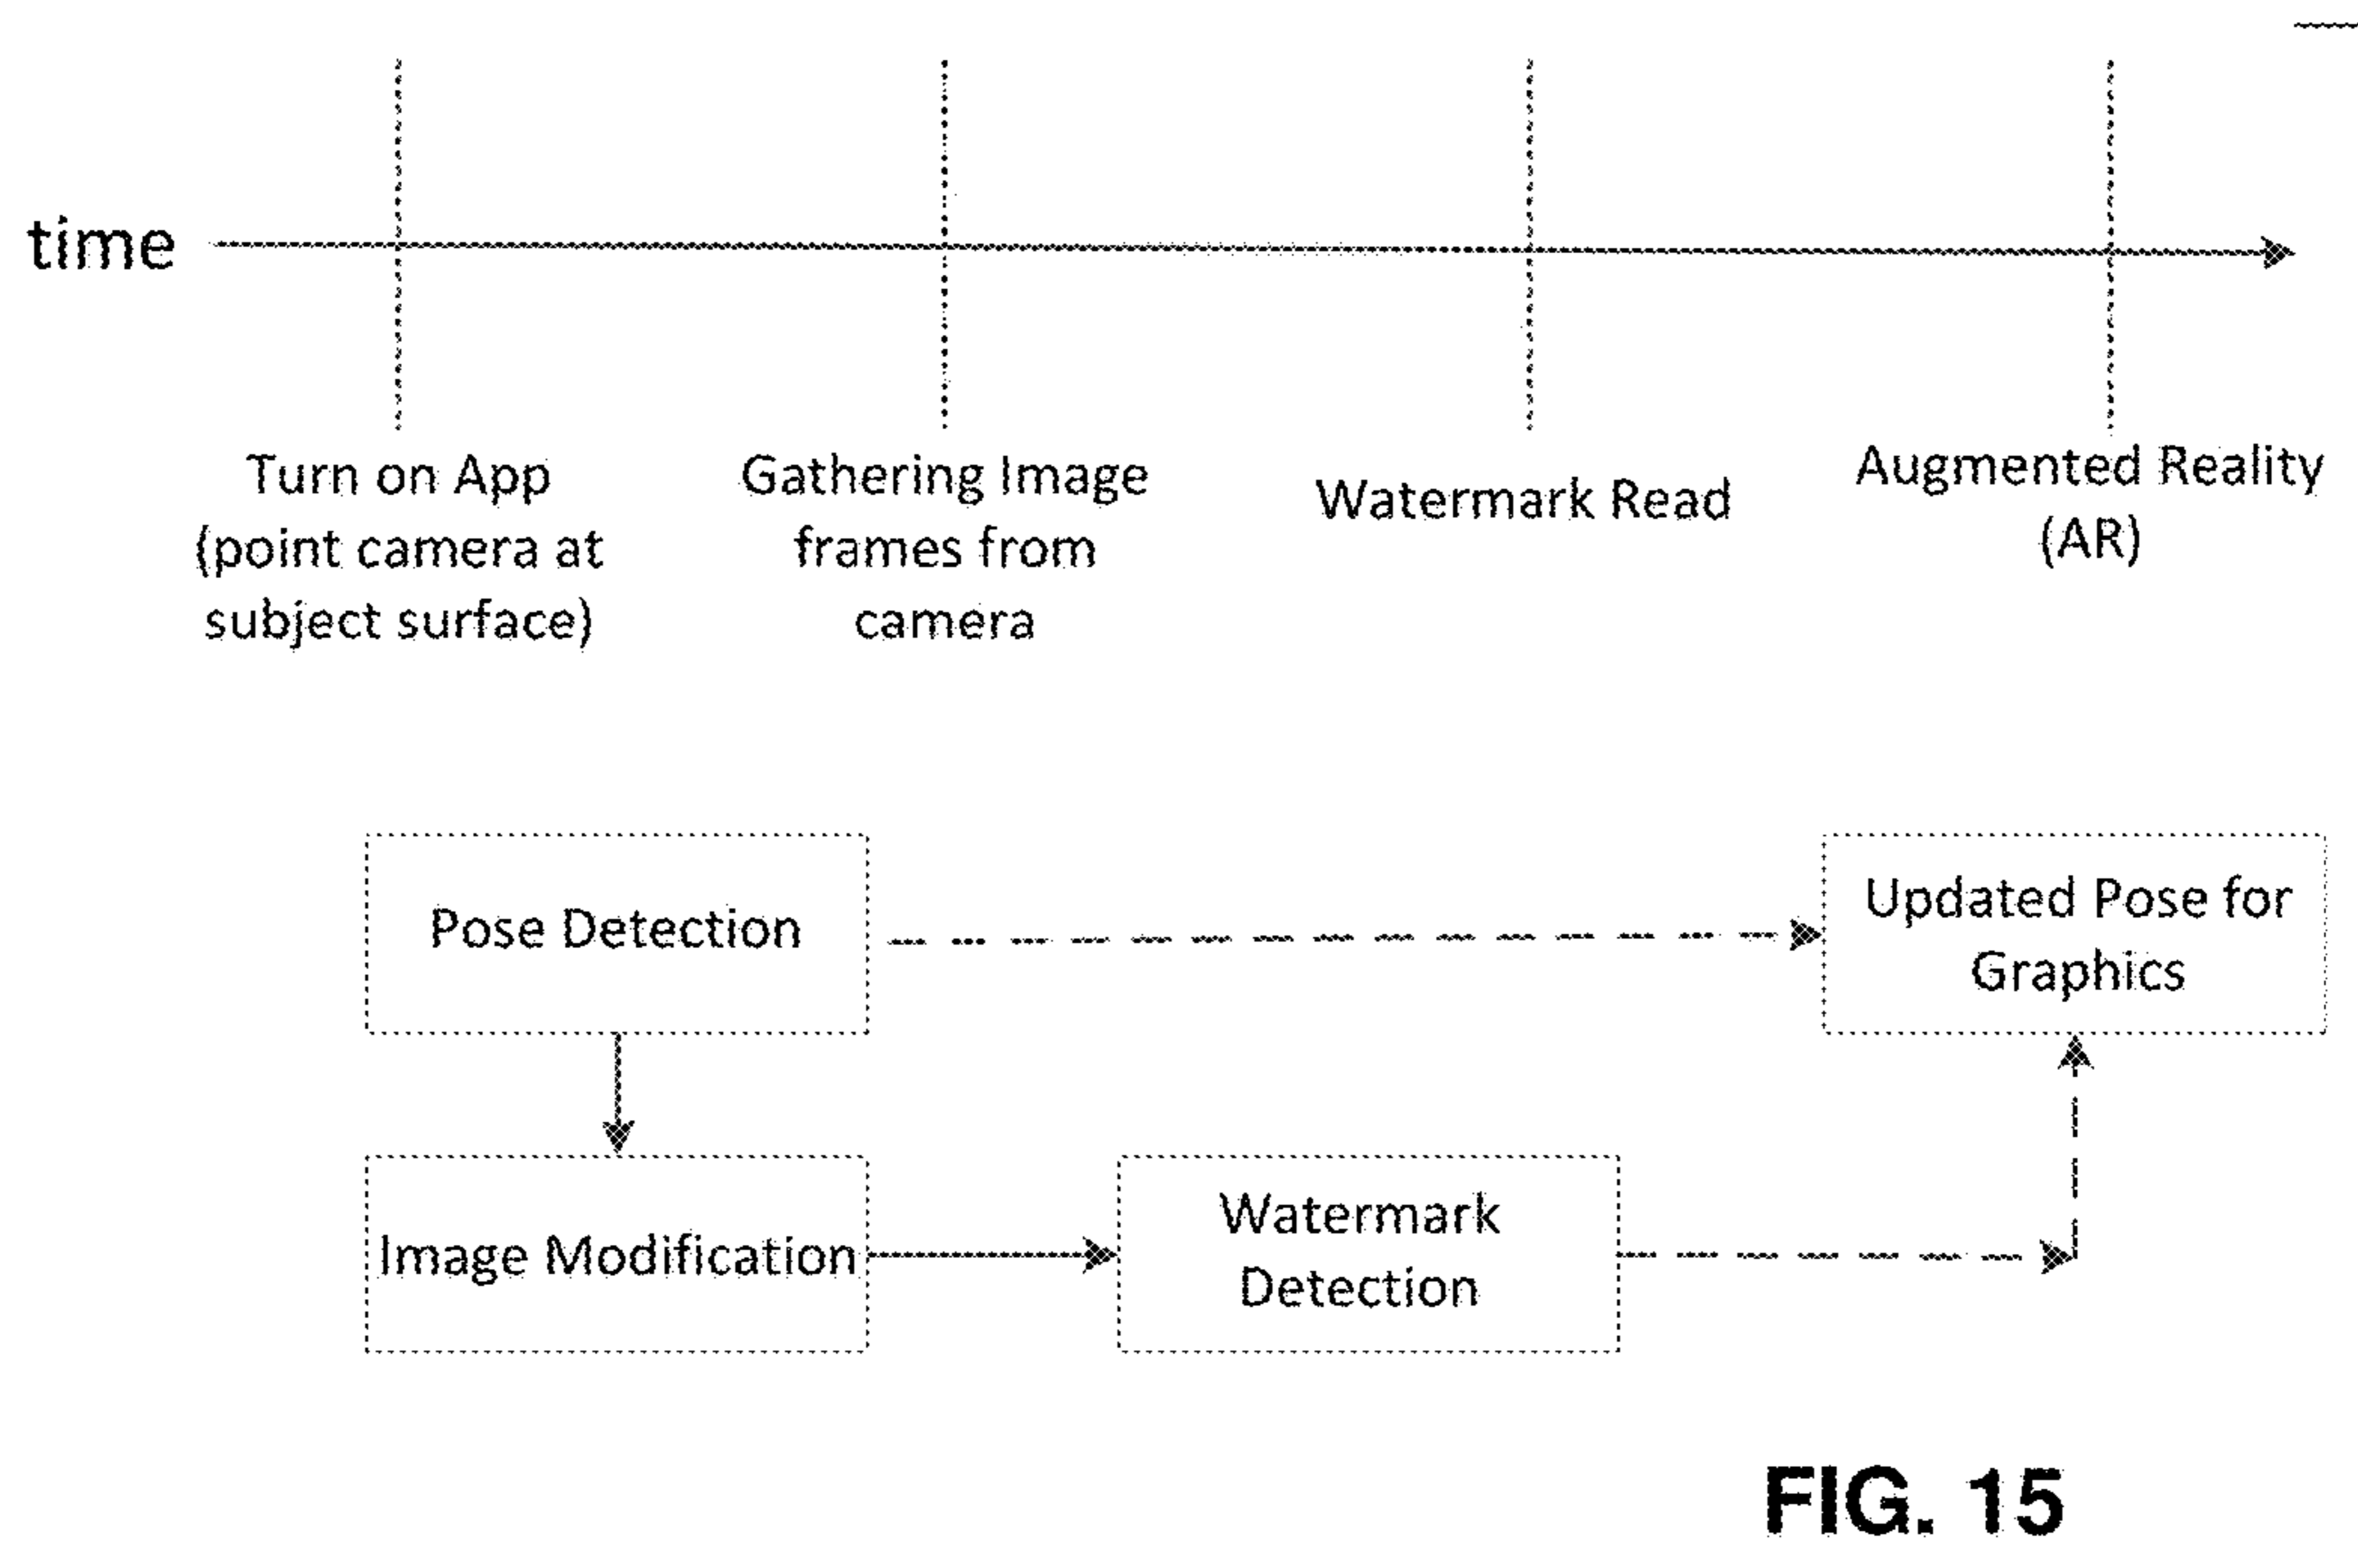 time
Turn on App
(point camera at
subject surface)
Gathering Image
frames from
camera
Watermark Read
Augmented Reality
(AR)
Pose Detection
Updated Pose for
Graphics
Image Modification
Watermark
Detection
FIG. 15